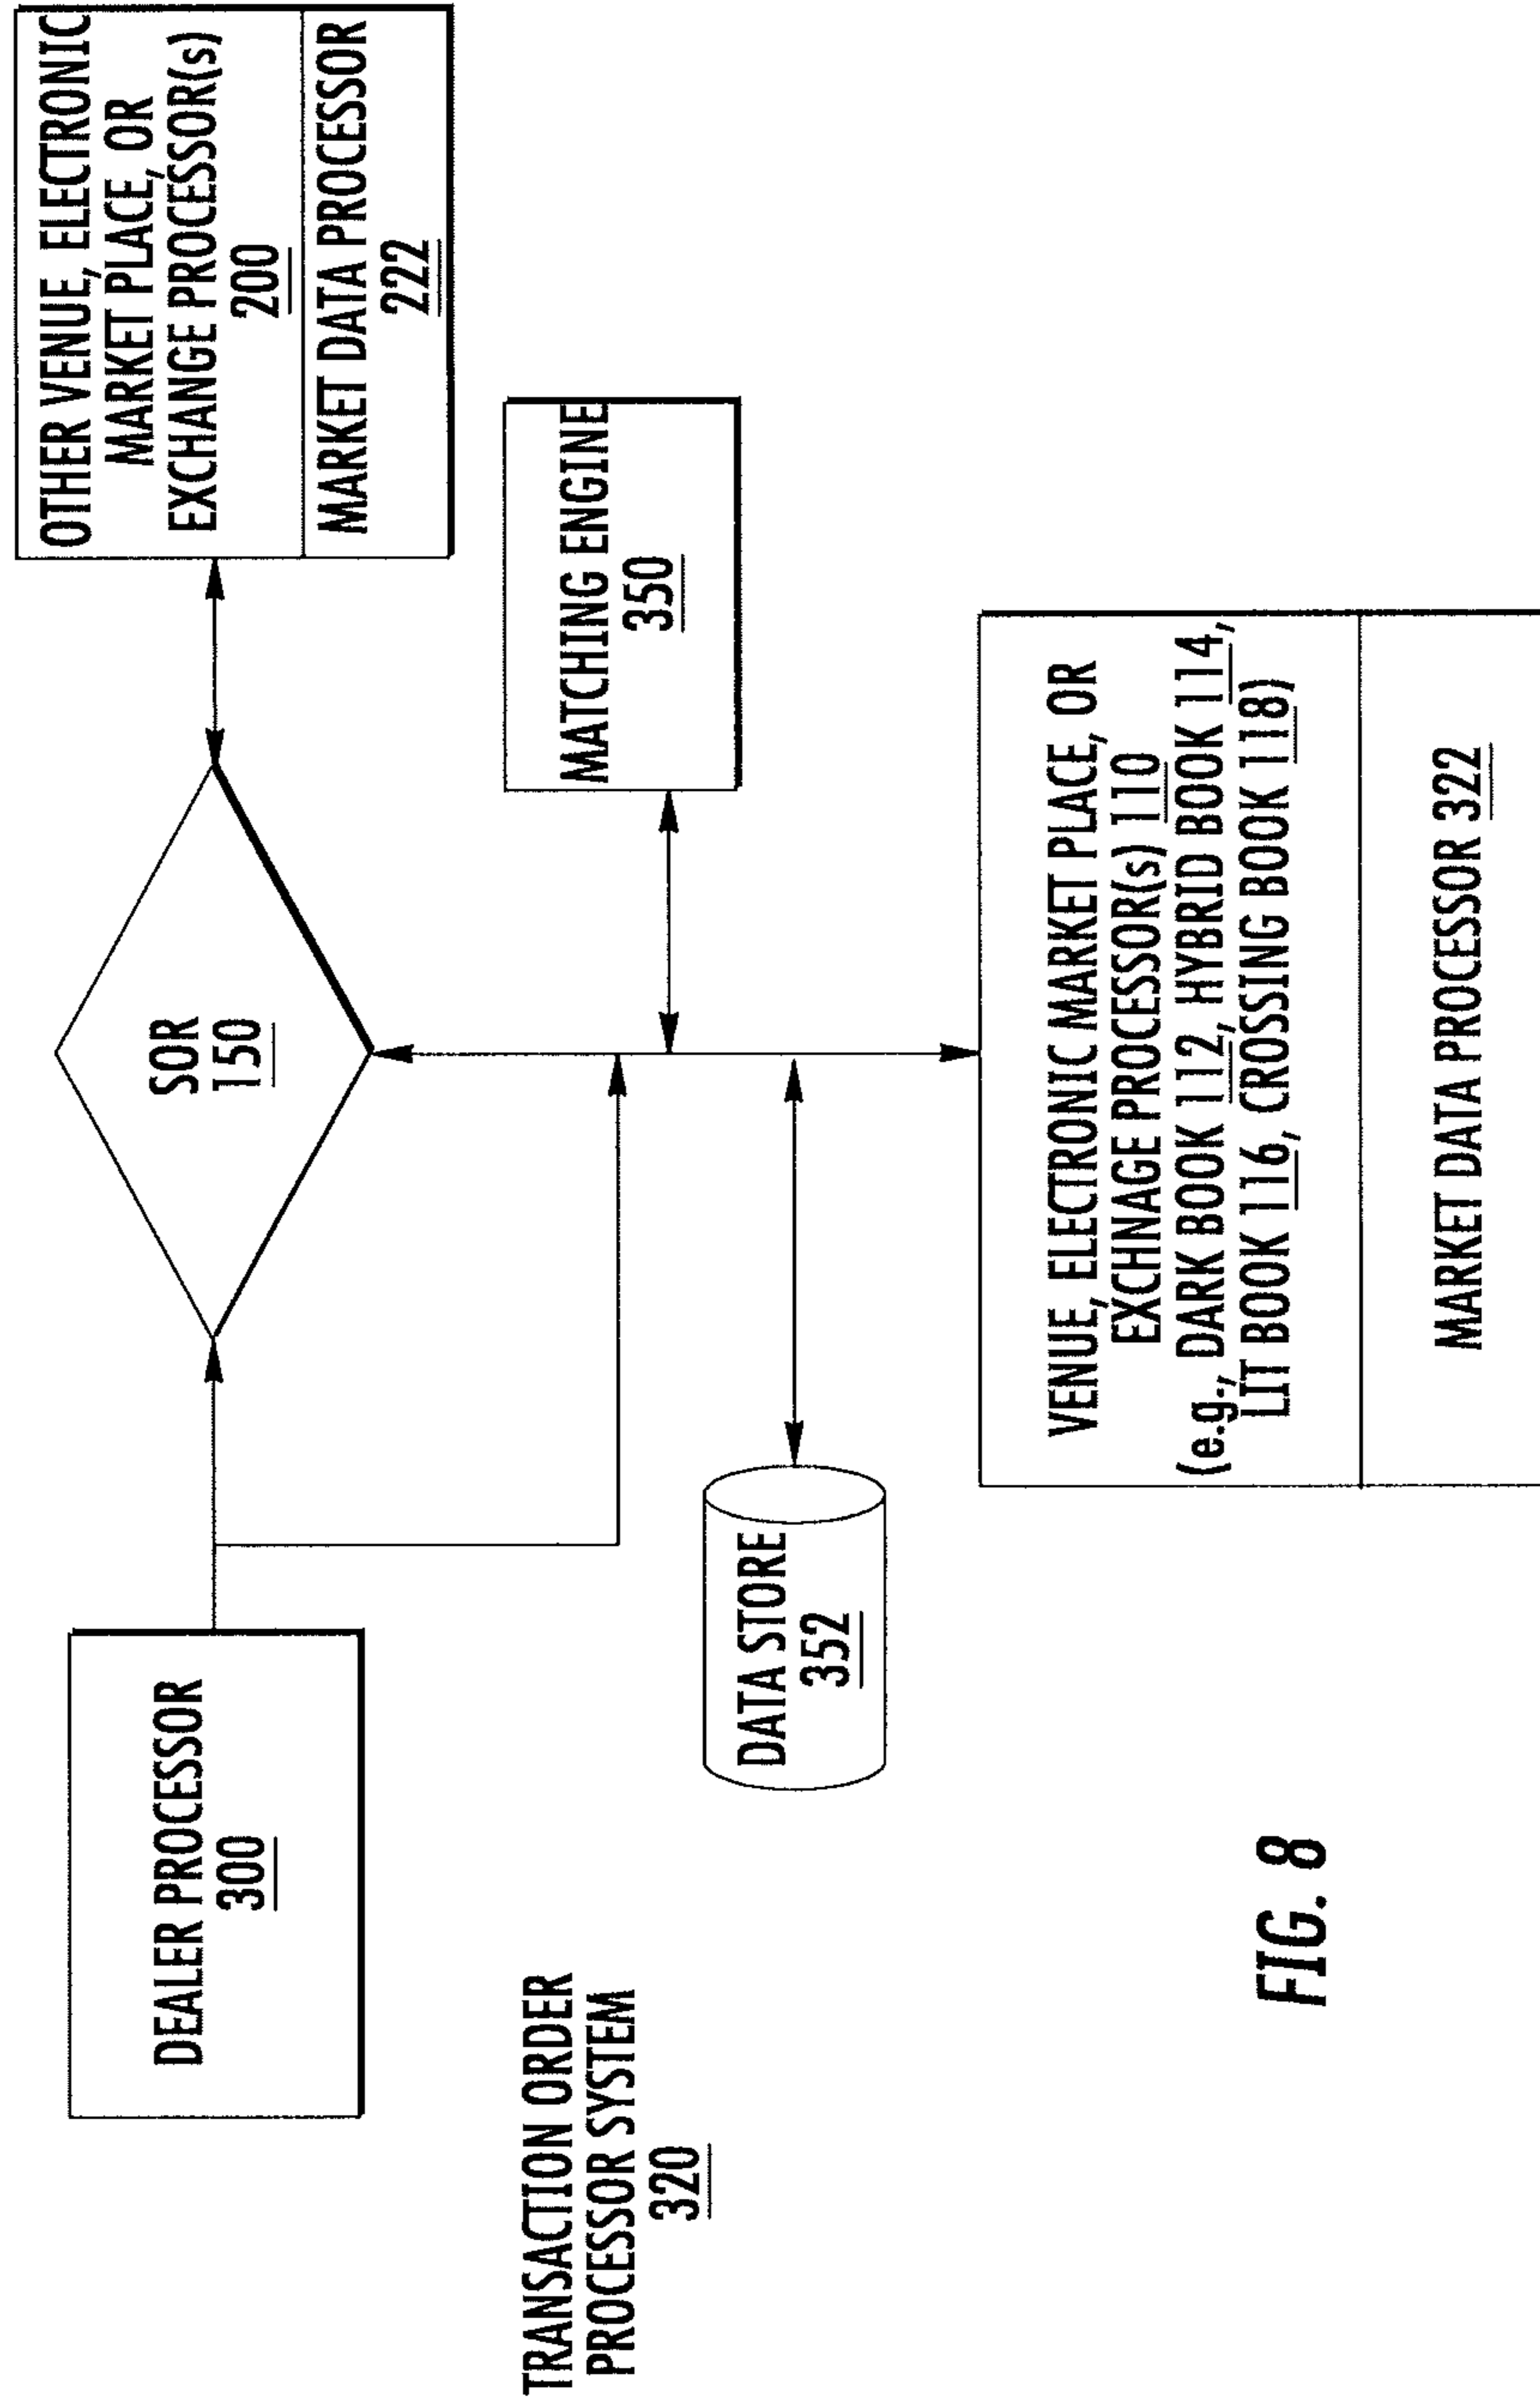 DEALER PROCESSOR
300
SOR
150
OTHER VENUE, ELECTRONIC
MARKET PLACE, OR
EXCHANGE PROCESSOR(s)
200
MARKET DATA PROCESSOR
222
TRANSACTION ORDER
PROCESSOR SYSTEM
320
MATCHING ENGINE
350
DATA STORE
352
VENUE, ELECTRONIC MARKET PLACE, OR
EXCHNAGE PROCESSOR(s) 110
(e.g., DARK BOOK 112, HYBRID BOOK 114,
LIT BOOK 116, CROSSING BOOK 118)
MARKET DATA PROCESSOR 322
FIG. 8